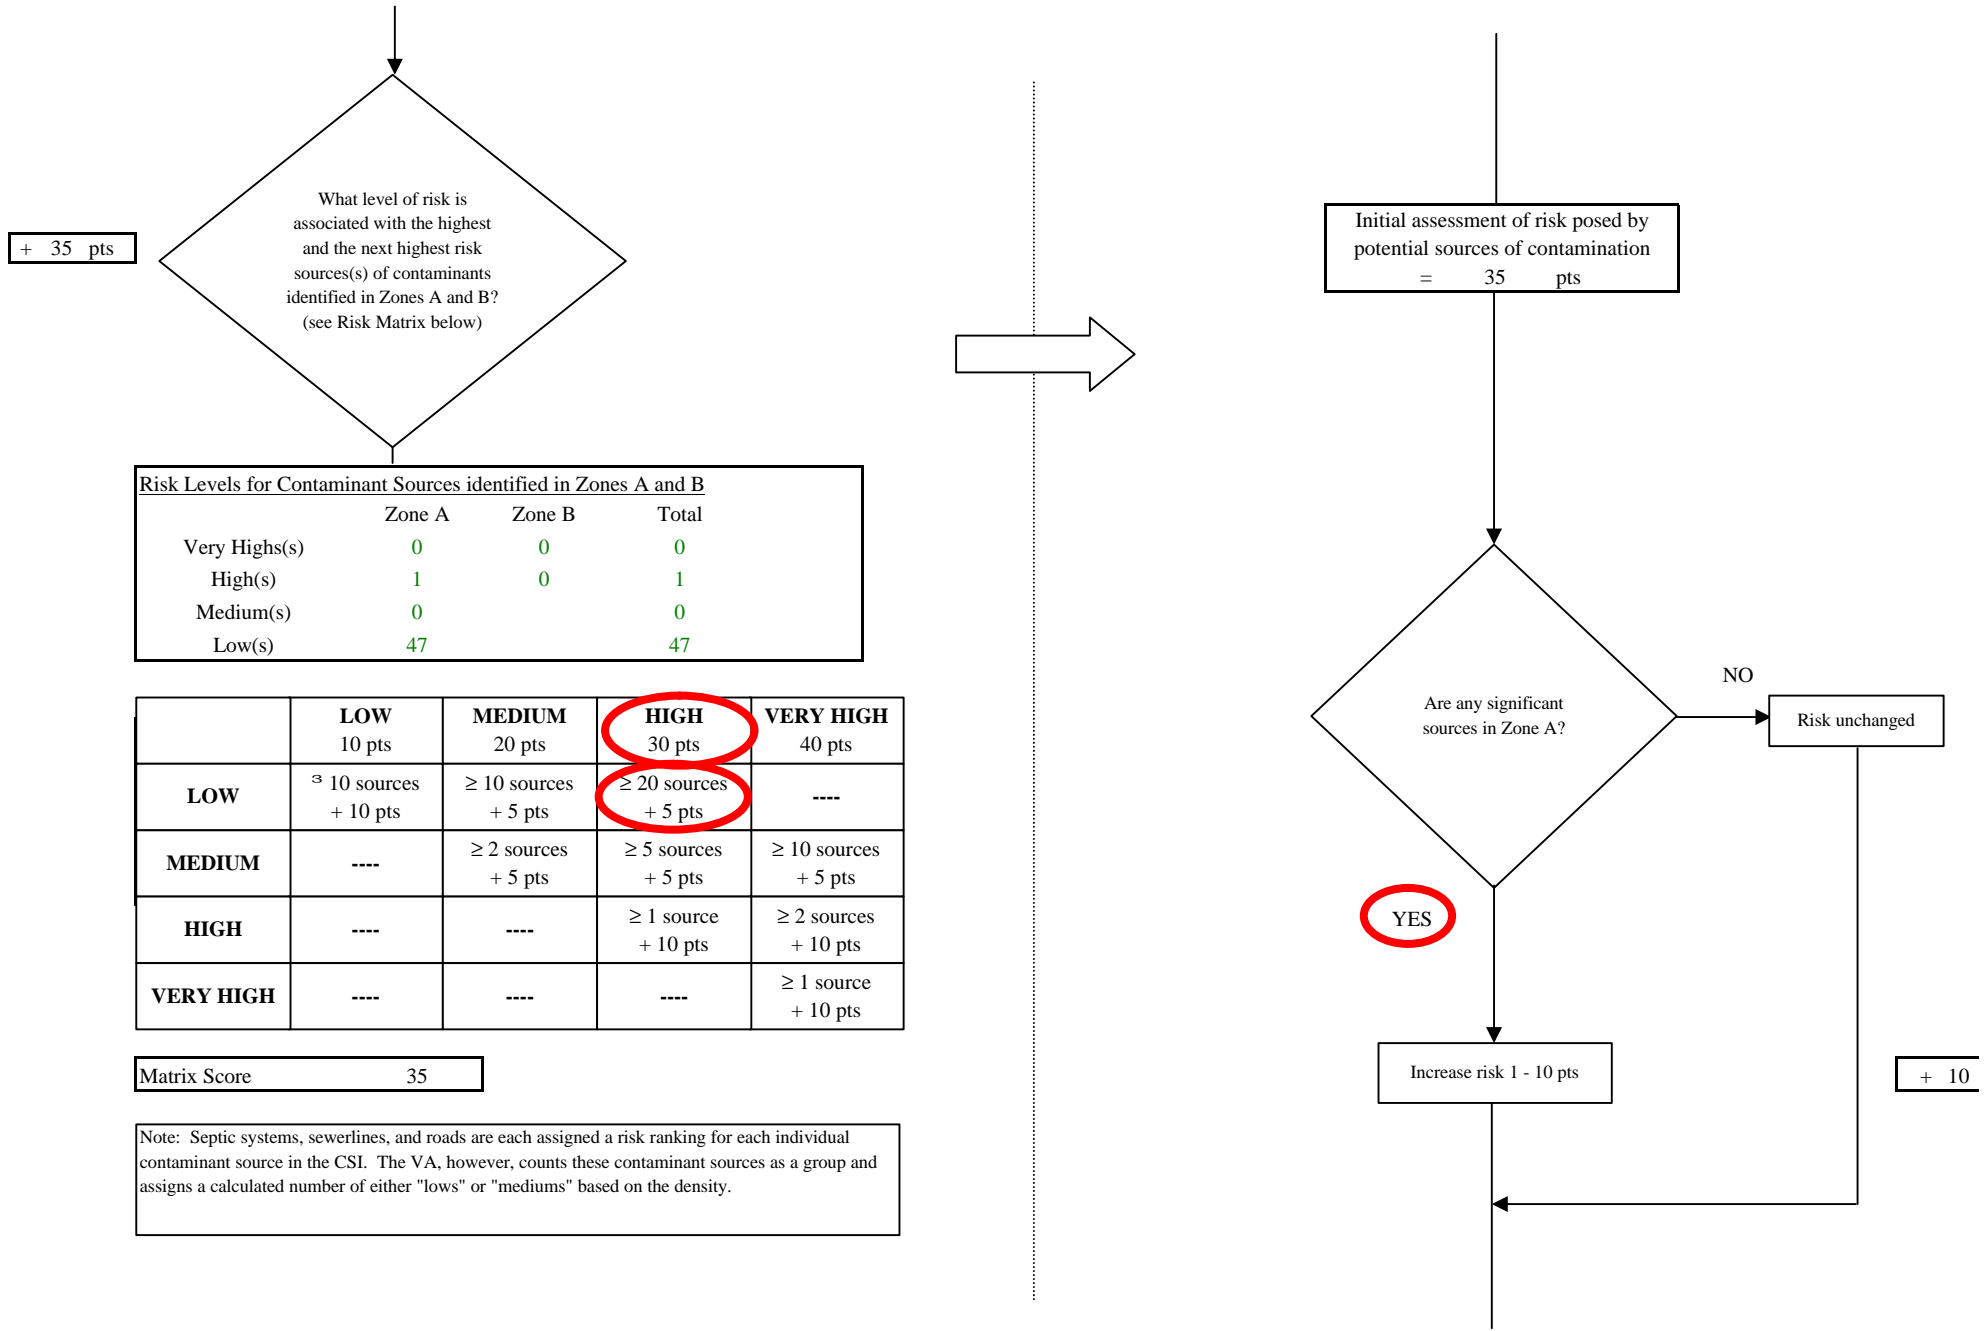 + 35 pts
What level of risk is
associated with the highest
and the next highest risk
sources(s) of contaminants
identified in Zones A and B?
(see Risk Matrix below)
Risk Levels for Contaminant Sources identified in Zones A and B
Zone A Zone B Total
Very Highs(s) 0 0 0
High(s) 1 0 1
Medium(s) 0 0
Low(s) 47 47
LOW MEDIUM HIGH VERY HIGH
10 pts 20 pts 30 pts 40 pts
LOW
³ 10 sources ≥ 10 sources ≥ 20 sources ----
+ 10 pts + 5 pts + 5 pts
MEDIUM
---- ≥ 2 sources ≥ 5 sources ≥ 10 sources
+ 5 pts + 5 pts + 5 pts
HIGH
---- ---- ≥ 1 source ≥ 2 sources
+ 10 pts + 10 pts
VERY HIGH
---- ---- ---- ≥ 1 source
+ 10 pts
Matrix Score 35
Note: Septic systems, sewerlines, and roads are each assigned a risk ranking for each individual
contaminant source in the CSI. The VA, however, counts these contaminant sources as a group and
assigns a calculated number of either "lows" or "mediums" based on the density.
Initial assessment of risk posed by
potential sources of contamination
= 35 pts
Are any significant
sources in Zone A?
NO
Risk unchanged
YES
Increase risk 1 - 10 pts
+ 10